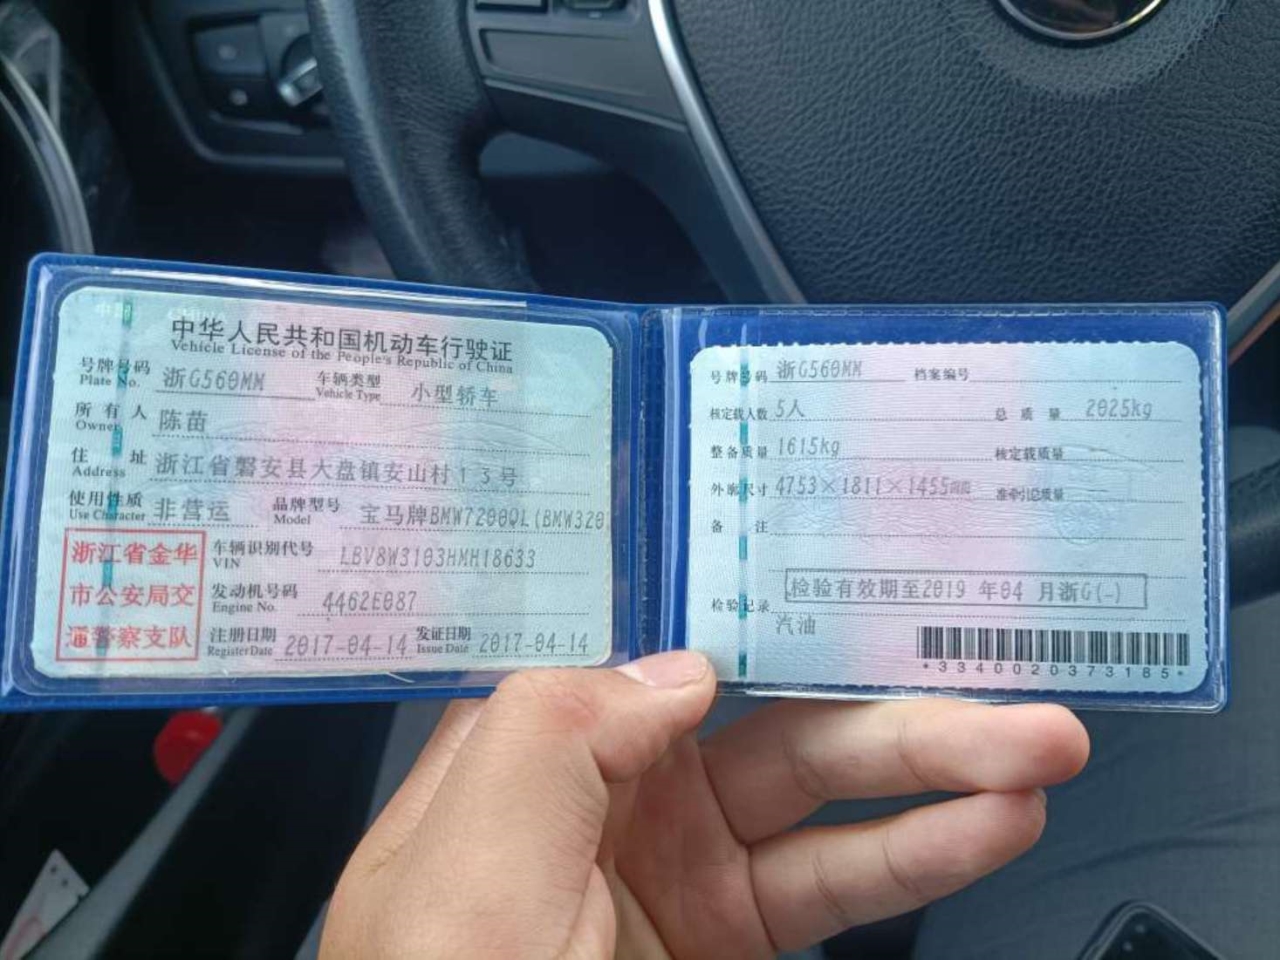 中华人民共和国机动车行驶证
Vehicle License of the People's Republic of China
号牌号码 浙G560MM 车辆类型 小型轿车
Plate No. Vehicle Type
所有人 陈苗
Owner
住址 浙江省磐安县大盘镇安山村13号
Address
使用性质 非营运 品牌型号 宝马牌BMW7200QL(BMW320
Use Character Model
浙江省金华
市公安局交
通警察支队
车辆识别代号 LBV8W3103HMH18633
VIN
发动机号码 4462E087
Engine No.
注册日期 2017-04-14 发证日期 2017-04-14
Register Date Issue Date
号牌号码 浙G560MM 档案编号
核定载人数 5人 总质量 2025kg
整备质量 1615kg 核定载质量
外廓尺寸 4753×1811×1455mm 准牵引总质量
备注
检验记录 检验有效期至2019年04月浙G(-)
汽油
*3340020373185*